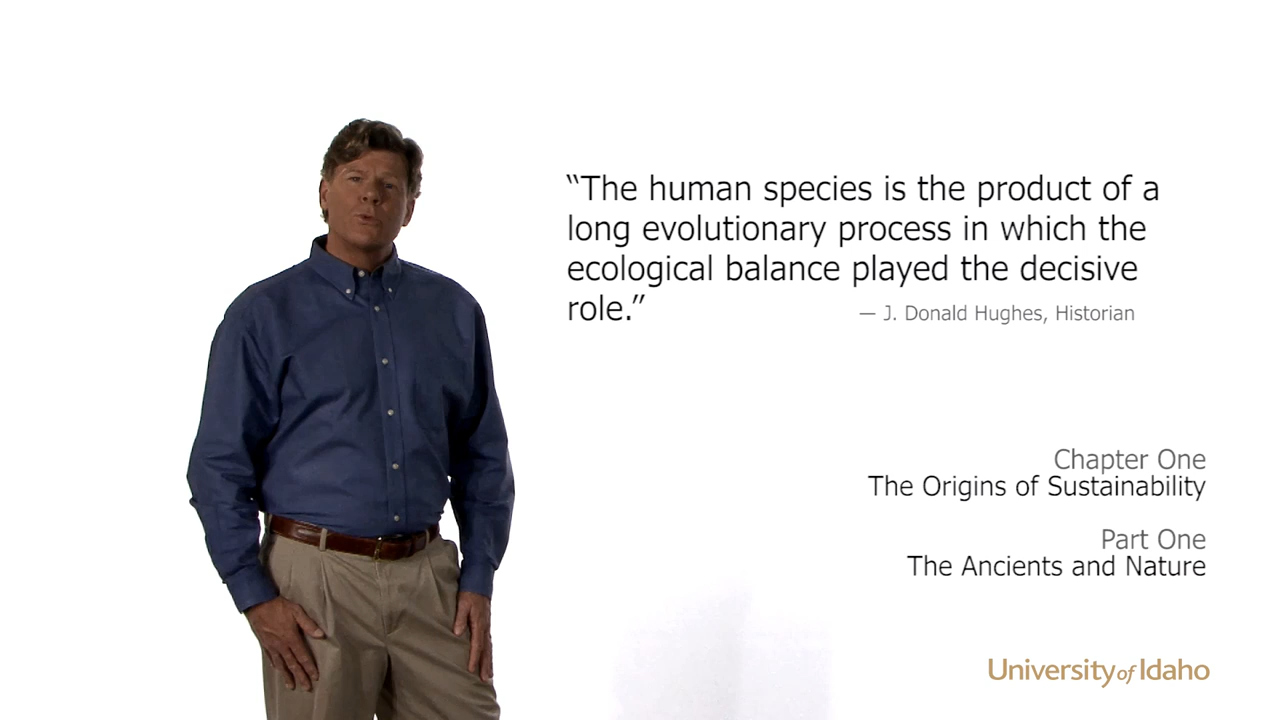 “The human species is the product of a
long evolutionary process in which the
ecological balance played the decisive
role.”
— J. Donald Hughes, Historian
Chapter One
The Origins of Sustainability
Part One
The Ancients and Nature
University of Idaho